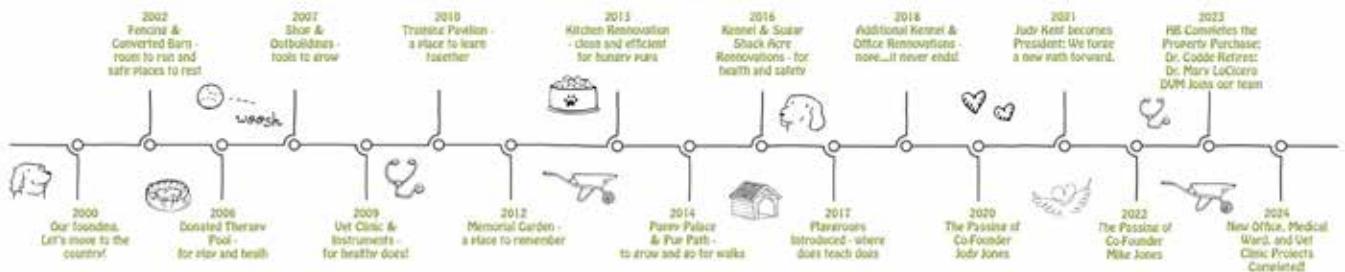 2002
Fencing &
Converted Barn -
room to run and
safe places to rest
2007
Shop &
Outbuildings -
tools to grow
2010
Training Pavilion -
a place to learn
together
2013
Kitchen Rennovation
- clean and efficient
for hungry pups
2016
Kennel & Sugar
Shack Acre
Rennovations - for
health and safety
2018
Additional Kennel &
Office Rennovations -
nope...it never ends!
2021
Judy Kent becomes
President: We forge
a new path forward.
2023
HB Completes the
Property Purchase;
Dr. Codde Retires;
Dr. Mary LoCicero
DVM Joins our team
woosh
2000
Our founding.
Let's move to the
country!
2006
Donated Therapy
Pool -
for play and health
2009
Vet Clinic &
Instruments -
for healthy dogs!
2012
Memorial Garden -
a place to remember
2014
Puppy Palace
& Pup Path -
to grow and go for walks
2017
Playgroups
Introduced - where
dogs teach dogs
2020
The Passing of
Co-Founder
Jody Jones
2022
The Passing of
Co-Founder
Mike Jones
2024
New Office, Medical
Ward, and Vet
Clinic Projects
Completed!